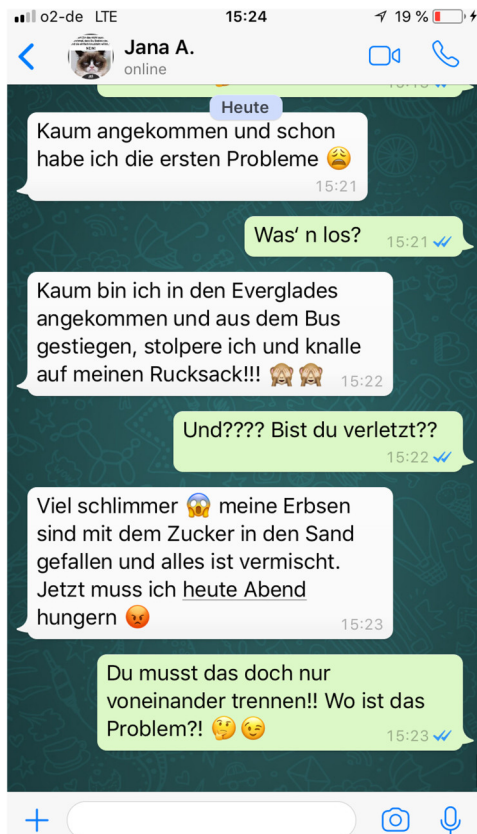 o2-de LTE 15:24 19 %
Jana A.
online
Heute
Kaum angekommen und schon
habe ich die ersten Probleme 😩
15:21
Was' n los? 15:21
Kaum bin ich in den Everglades
angekommen und aus dem Bus
gestiegen, stolpere ich und knalle
auf meinen Rucksack!!! 🙈 🙈 15:22
Und???? Bist du verletzt??
15:22
Viel schlimmer 😱 meine Erbsen
sind mit dem Zucker in den Sand
gefallen und alles ist vermischt.
Jetzt muss ich heute Abend
hungern 😡 15:23
Du musst das doch nur
voneinander trennen!! Wo ist das
Problem?! 🤔 😉 15:23